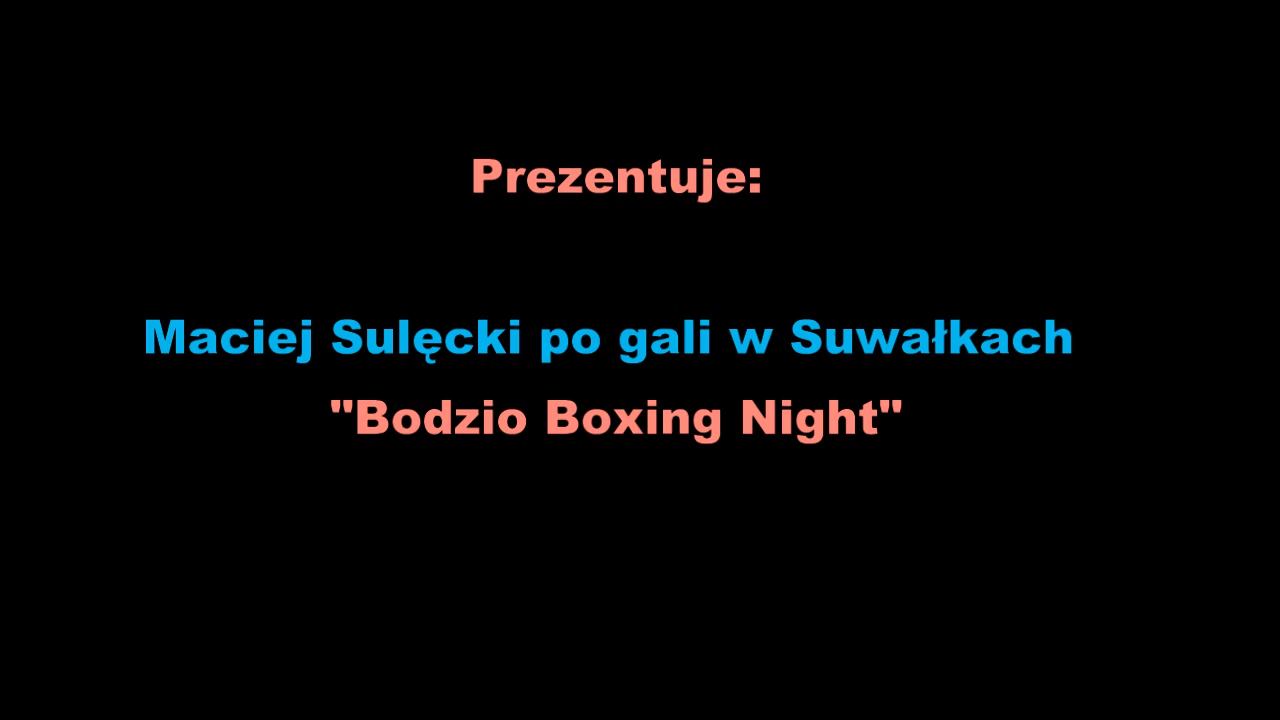 Prezentuje:
Maciej Sulęcki po gali w Suwałkach
"Bodzio Boxing Night"